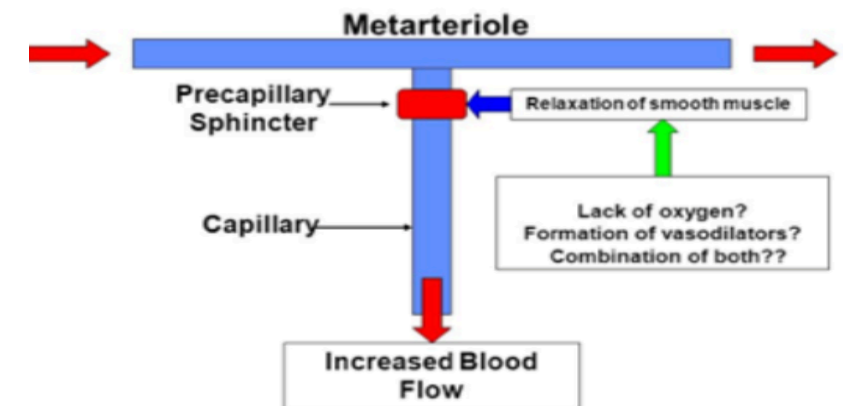 Metarteriole
Precapillary
Sphincter
Relaxation of smooth muscle
Capillary
Lack of oxygen?
Formation of vasodilators?
Combination of both??
Increased Blood
Flow